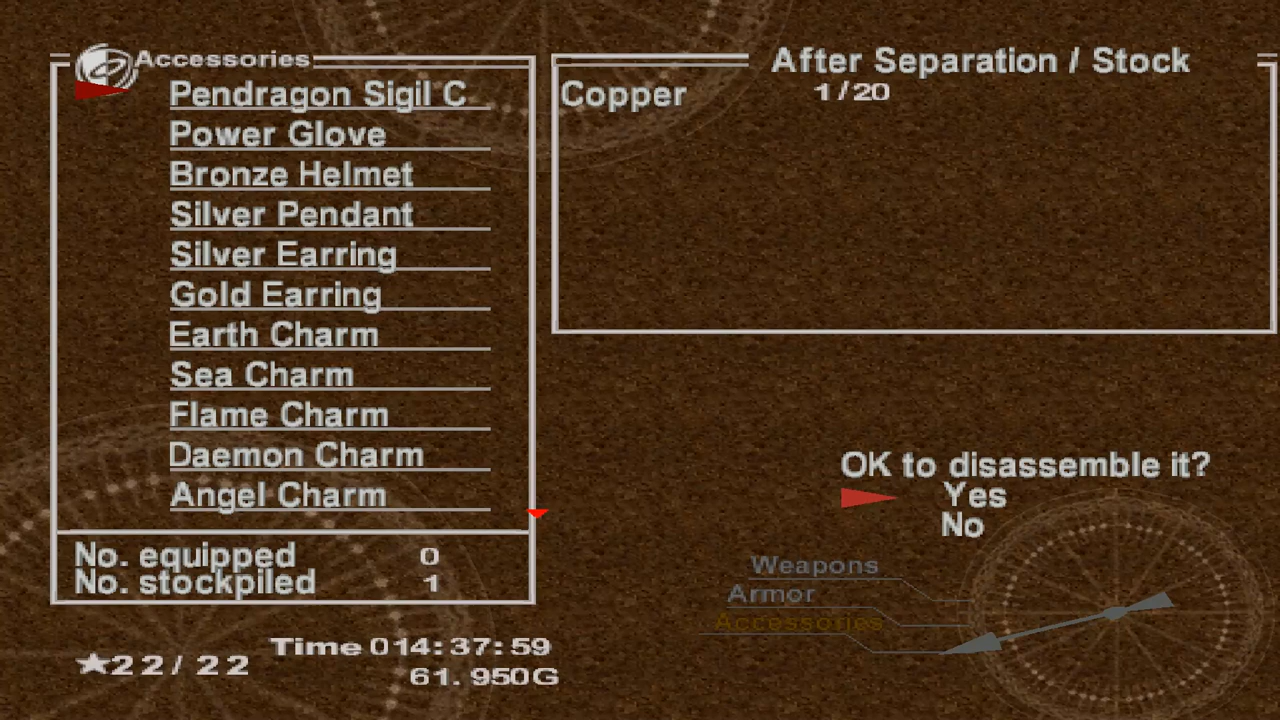 Accessories
Pendragon Sigil C
Power Glove
Bronze Helmet
Silver Pendant
Silver Earring
Gold Earring
Earth Charm
Sea Charm
Flame Charm
Daemon Charm
Angel Charm
No. equipped 0
No. stockpiled 1
★22/22
Time 014:37:59
61.950G
After Separation / Stock
Copper 1/20
OK to disassemble it?
Yes
No
Weapons
Armor
Accessories